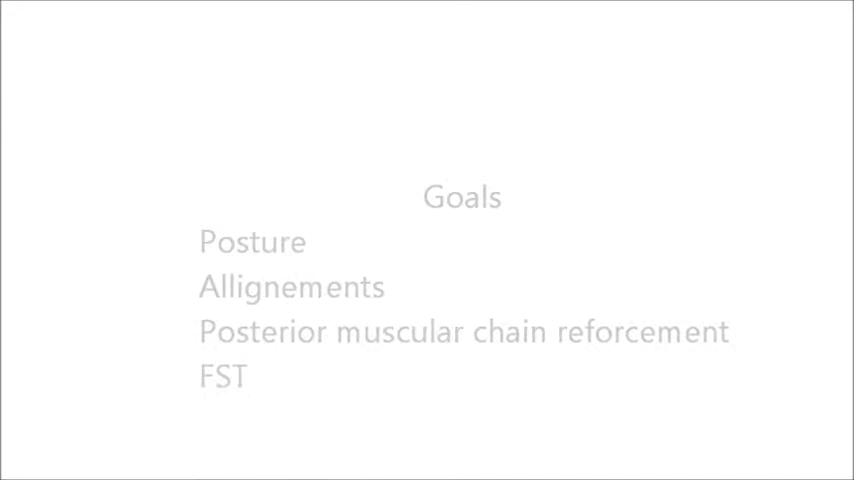 Goals
Posture
Allignements
Posterior muscular chain reforcement
FST